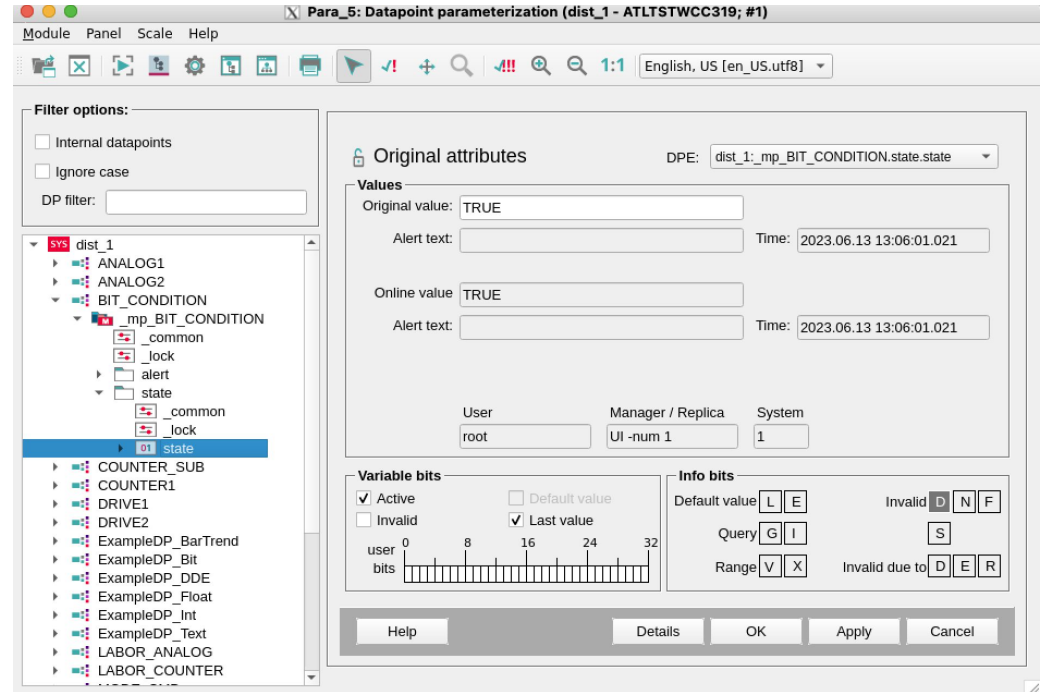 Para_5: Datapoint parameterization (dist_1 - ATLTSTWCC319; #1)
Module Panel Scale Help
1:1 English, US [en_US.utf8]
Filter options:
Internal datapoints
Ignore case
DP filter:
SYS dist_1
ANALOG1
ANALOG2
BIT_CONDITION
_mp_BIT_CONDITION
_common
_lock
alert
state
_common
_lock
01 state
COUNTER_SUB
COUNTER1
DRIVE1
DRIVE2
ExampleDP_BarTrend
ExampleDP_Bit
ExampleDP_DDE
ExampleDP_Float
ExampleDP_Int
ExampleDP_Text
LABOR_ANALOG
LABOR_COUNTER
Original attributes DPE: dist_1:_mp_BIT_CONDITION.state.state
Values
Original value: TRUE
Alert text: Time: 2023.06.13 13:06:01.021
Online value TRUE
Alert text: Time: 2023.06.13 13:06:01.021
User Manager / Replica System
root UI -num 1 1
Variable bits
Active Default value
Invalid Last value
user bits 0 8 16 24 32
Info bits
Default value L E Invalid D N F
Query G I S
Range V X Invalid due to D E R
Help Details OK Apply Cancel